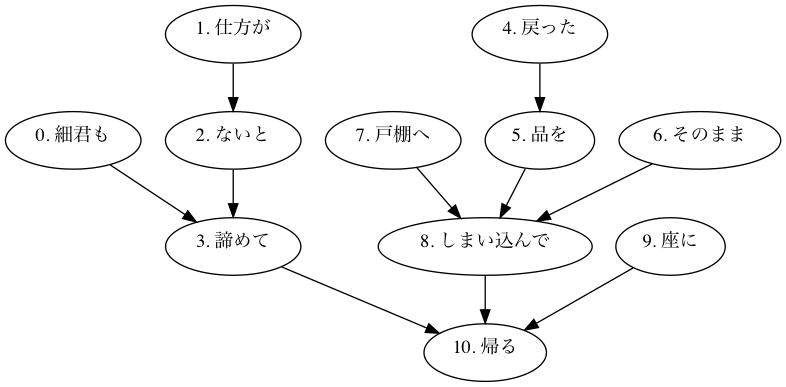 1. 仕方が
4. 戻った
0. 細君も
2. ないと
7. 戸棚へ
5. 品を
6. そのまま
3. 諦めて
8. しまい込んで
9. 座に
10. 帰る